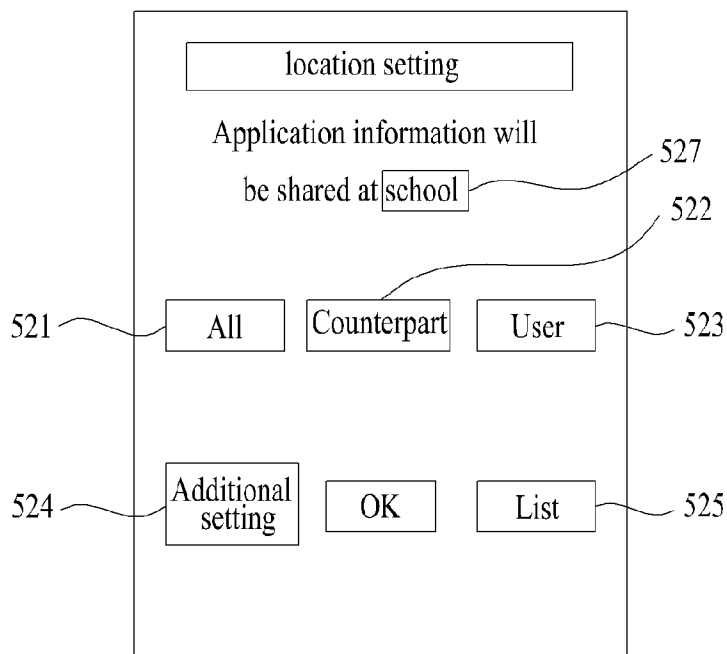 location setting
Application information will
be shared at school
527
522
521
All
Counterpart
User
523
524
Additional
setting
OK
List
525